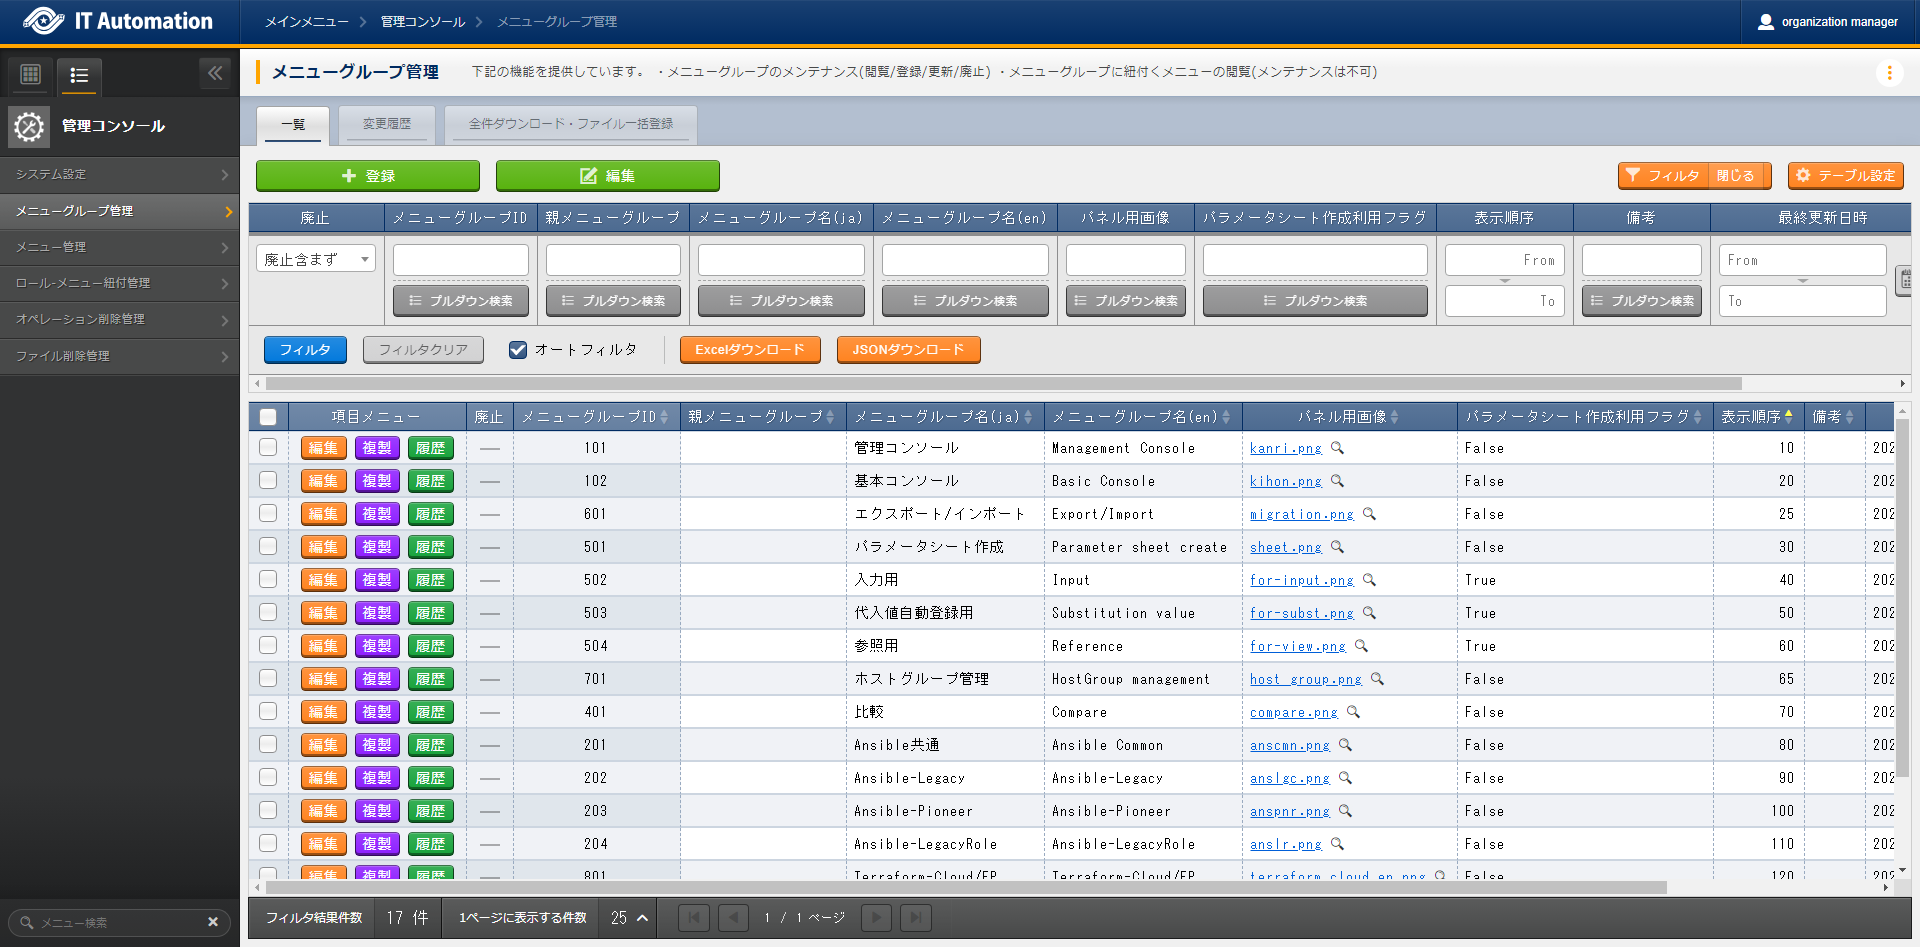 IT Automation
メインメニュー 管理コンソール メニューグループ管理
organization manager
管理コンソール
システム設定
メニューグループ管理
メニュー管理
ロール-メニュー紐付管理
オペレーション削除管理
ファイル削除管理
メニュー検索
メニューグループ管理 下記の機能を提供しています。 ・メニューグループのメンテナンス(閲覧/登録/更新/廃止) ・メニューグループに紐付くメニューの閲覧(メンテナンスは不可)
一覧 変更履歴 全件ダウンロード・ファイル一括登録
登録 編集 フィルタ 閉じる テーブル設定
廃止 メニューグループID 親メニューグループ メニューグループ名(ja) メニューグループ名(en) パネル用画像 パラメータシート作成利用フラグ 表示順序 備考 最終更新日時
廃止含まず From From
プルダウン検索 プルダウン検索 プルダウン検索 プルダウン検索 プルダウン検索 プルダウン検索 To プルダウン検索 To
フィルタ フィルタクリア オートフィルタ Excelダウンロード JSONダウンロード
項目メニュー 廃止 メニューグループID 親メニューグループ メニューグループ名(ja) メニューグループ名(en) パネル用画像 パラメータシート作成利用フラグ 表示順序 備考
編集 複製 履歴 — 101 管理コンソール Management Console kanri.png False 10 202
編集 複製 履歴 — 102 基本コンソール Basic Console kihon.png False 20 202
編集 複製 履歴 — 601 エクスポート/インポート Export/Import migration.png False 25 202
編集 複製 履歴 — 501 パラメータシート作成 Parameter sheet create sheet.png False 30 202
編集 複製 履歴 — 502 入力用 Input for-input.png True 40 202
編集 複製 履歴 — 503 代入値自動登録用 Substitution value for-subst.png True 50 202
編集 複製 履歴 — 504 参照用 Reference for-view.png True 60 202
編集 複製 履歴 — 701 ホストグループ管理 HostGroup management host_group.png False 65 202
編集 複製 履歴 — 401 比較 Compare compare.png False 70 202
編集 複製 履歴 — 201 Ansible共通 Ansible Common anscmn.png False 80 202
編集 複製 履歴 — 202 Ansible-Legacy Ansible-Legacy anslgc.png False 90 202
編集 複製 履歴 — 203 Ansible-Pioneer Ansible-Pioneer anspnr.png False 100 202
編集 複製 履歴 — 204 Ansible-LegacyRole Ansible-LegacyRole anslr.png False 110 202
編集 複製 履歴 — 801 Terraform-Cloud/EP Terraform-Cloud/EP terraform_cloud_ep.png False 120 202
フィルタ結果件数 17 件 1ページに表示する件数 25 1 / 1 ページ